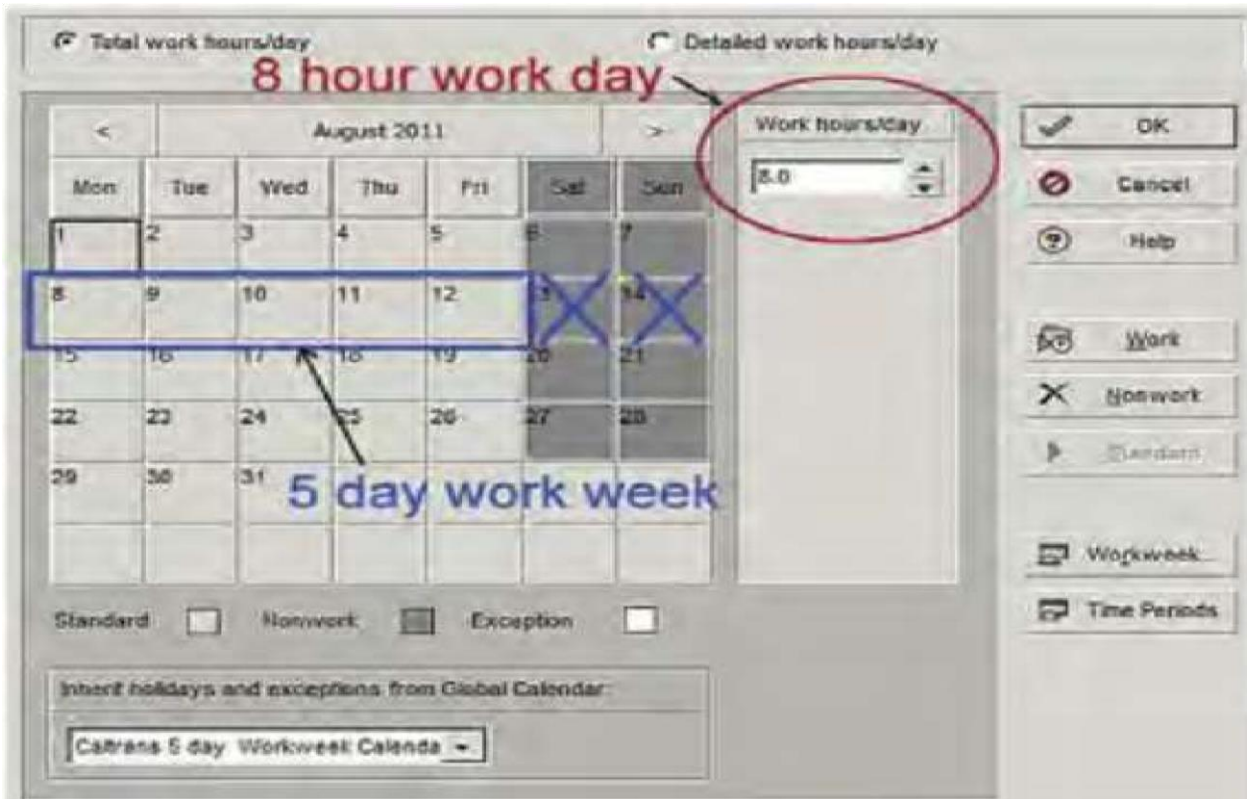 Total work hours/day
Detailed work hours/day
8 hour work day
< August 2011 >
Work hours/day
8.0
Mon Tue Wed Thu Fri Sat Sun
1 2 3 4 5 6 7
8 9 10 11 12 13 14
15 16 17 18 19 20 21
22 23 24 25 26 27 28
29 30 31
5 day work week
Standard Nonwork Exception
Inherit holidays and exceptions from Global Calendar:
Caltrans 5 day Workweek Calenda
OK
Cancel
Help
Work
Nonwork
Standard
Workweek...
Time Periods